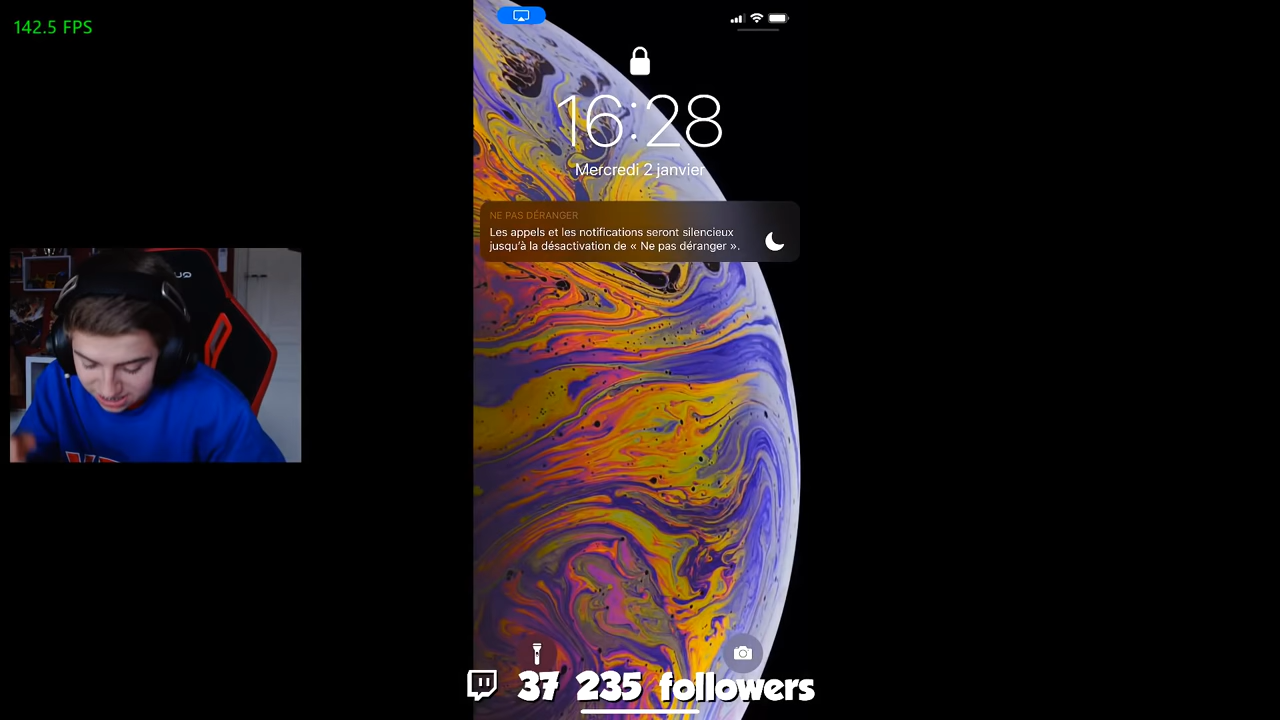 142.5 FPS
16:28
Mercredi 2 janvier
NE PAS DÉRANGER
Les appels et les notifications seront silencieux
jusqu'à la désactivation de « Ne pas déranger ».
37 235 followers